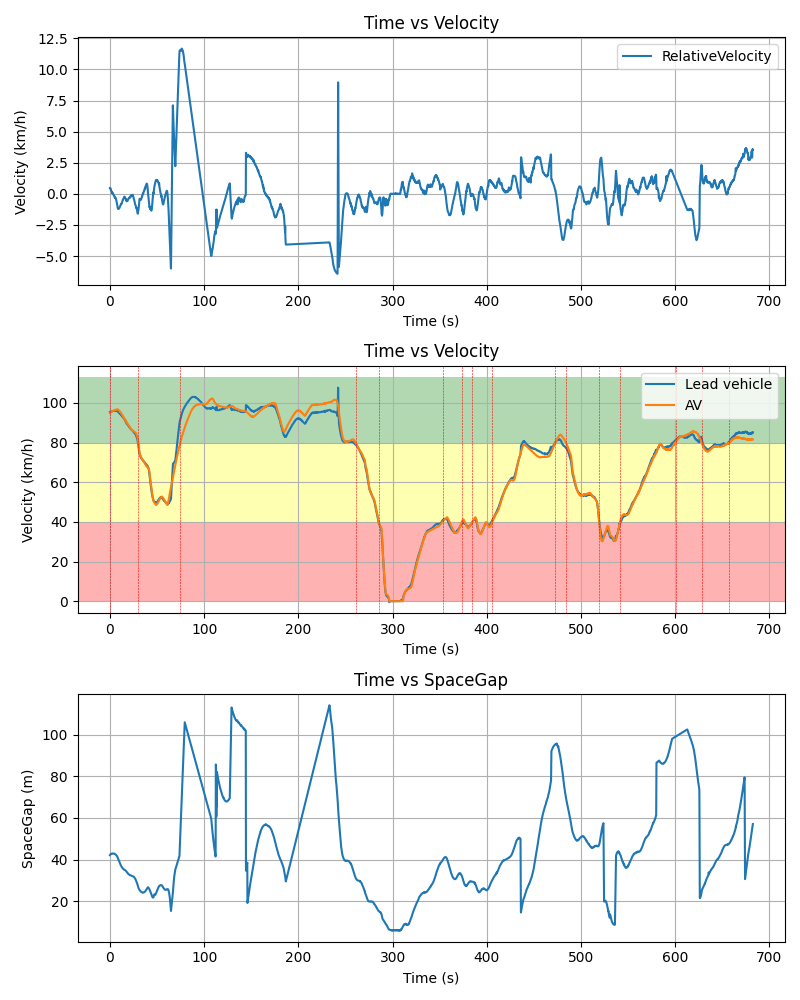 Time vs Velocity
12.5
10.0
7.5
5.0
2.5
0.0
−2.5
−5.0
Velocity (km/h)
RelativeVelocity
0 100 200 300 400 500 600 700
Time (s)
Time vs Velocity
100
80
60
40
20
0
Velocity (km/h)
Lead vehicle
AV
0 100 200 300 400 500 600 700
Time (s)
Time vs SpaceGap
100
80
60
40
20
SpaceGap (m)
0 100 200 300 400 500 600 700
Time (s)